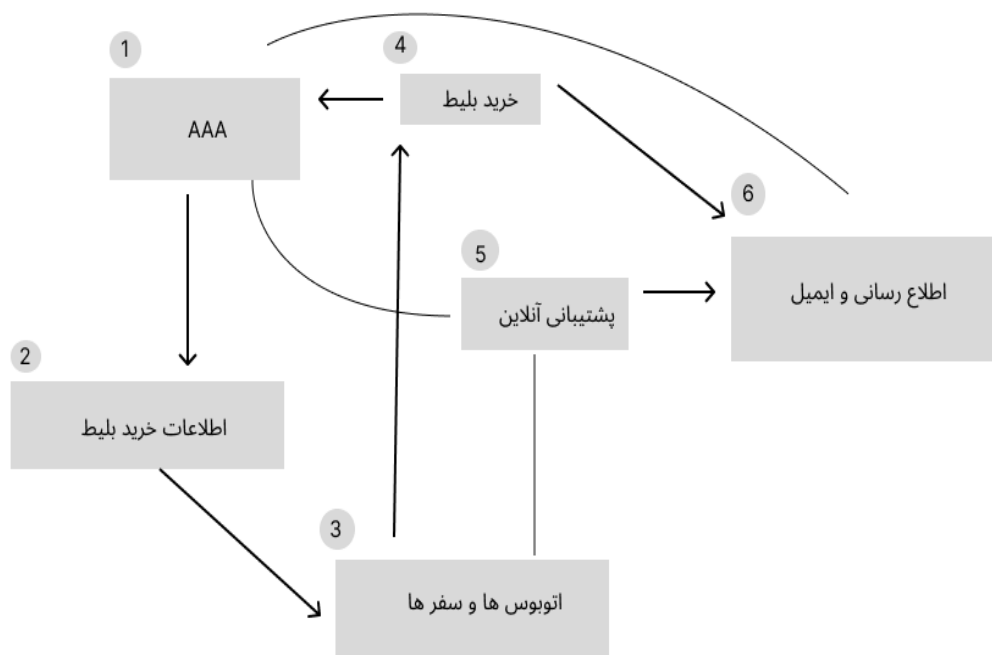 1
AAA
2
اطلاعات خرید بلیط
3
اتوبوس ها و سفر ها
4
خرید بلیط
5
پشتیبانی آنلاین
6
اطلاع رسانی و ایمیل